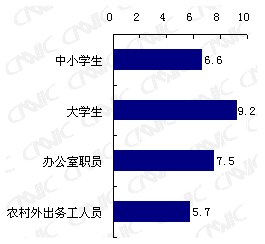 0 2 4 6 8 10
中小学生 6.6
大学生 9.2
办公室职员 7.5
农村外出务工人员 5.7